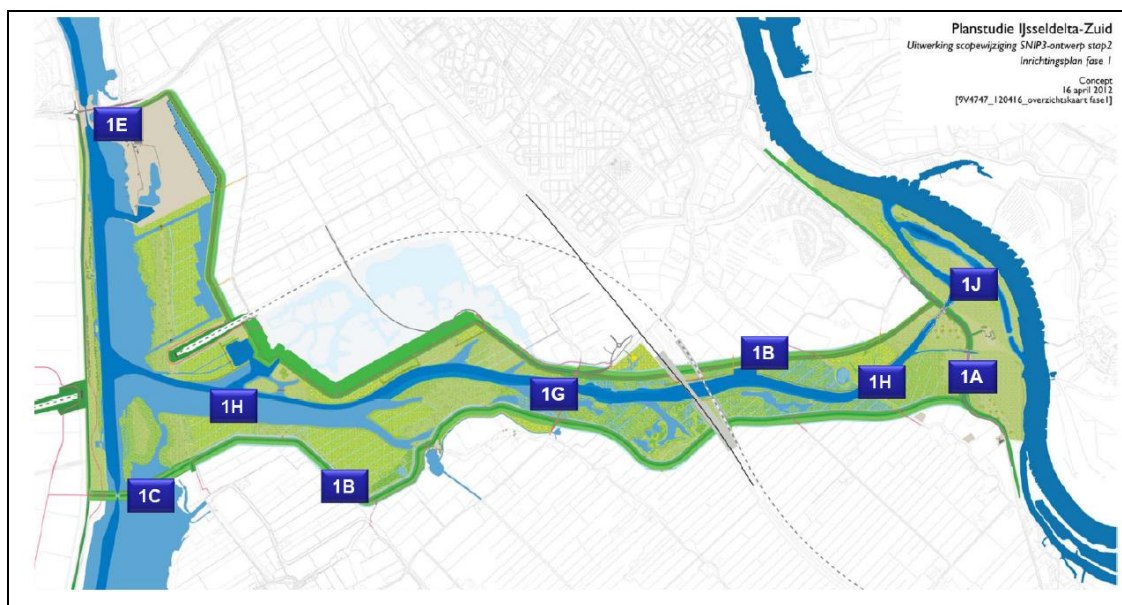 Planstudie IJsseldelta-Zuid
Uitwerking scopewijziging SNIP3-ontwerp stap2
Inrichtingsplan fase 1
Concept
16 april 2012
[9V4747_120416_overzichtskaart fase1]
1E
1J
1B
1H
1A
1H
1G
1B
1C